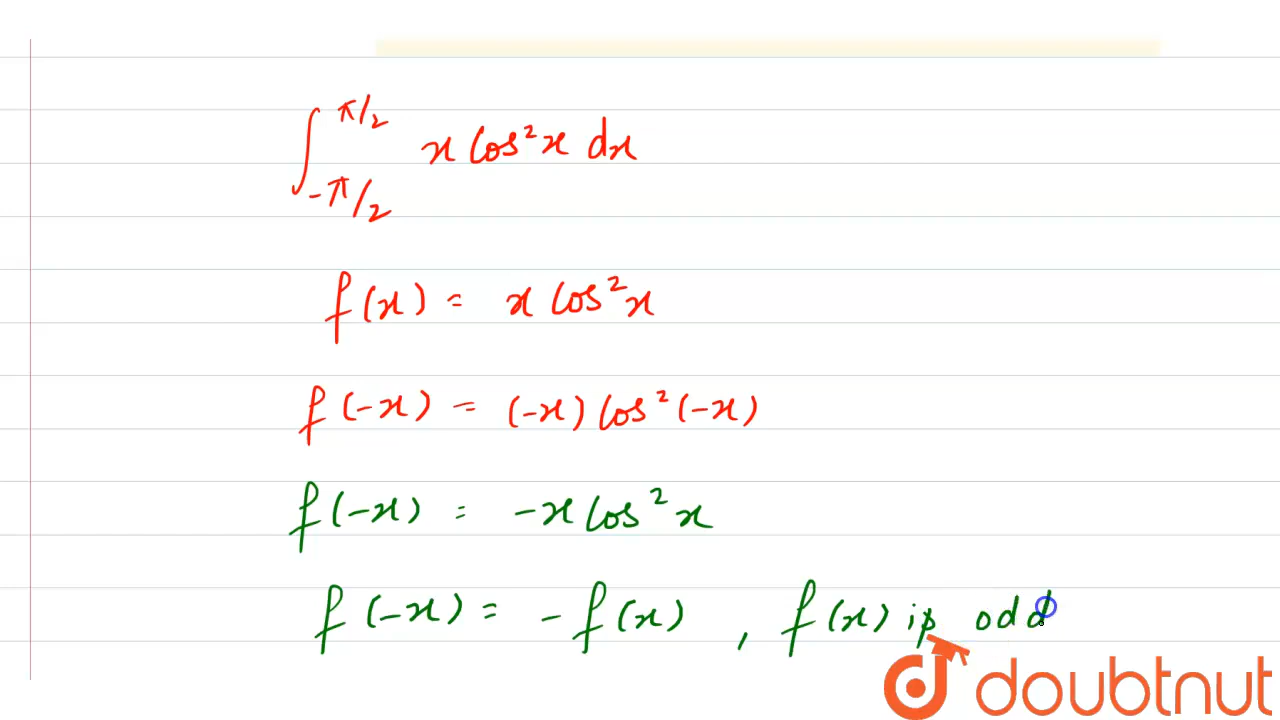 ∫_{-π/2}^{π/2} x cos²x dx
f(x) = x cos²x
f(-x) = (-x) cos²(-x)
f(-x) = -x cos²x
f(-x) = -f(x) , f(x) is odd
doubtnut